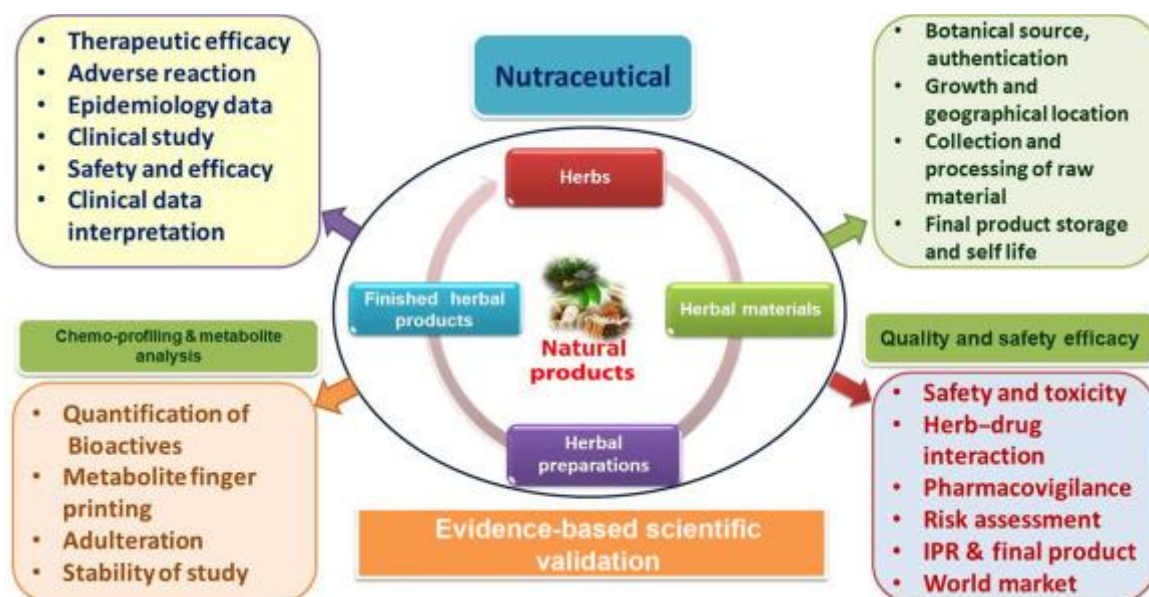 • Therapeutic efficacy
• Adverse reaction
• Epidemiology data
• Clinical study
• Safety and efficacy
• Clinical data
interpretation
Nutraceutical
• Botanical source,
authentication
• Growth and
geographical location
• Collection and
processing of raw
material
• Final product storage
and self life
Herbs
Finished herbal
products
Herbal materials
Natural
products
Herbal
preparations
Chemo-profiling & metabolite
analysis
• Quantification of
Bioactives
• Metabolite finger
printing
• Adulteration
• Stability of study
Quality and safety efficacy
• Safety and toxicity
• Herb–drug
interaction
• Pharmacovigilance
• Risk assessment
• IPR & final product
• World market
Evidence-based scientific
validation